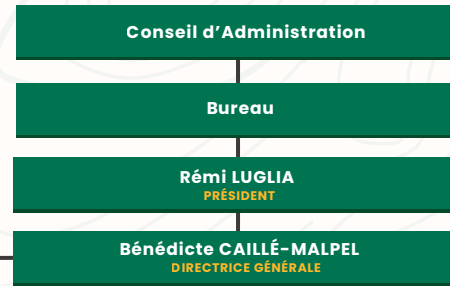 Conseil d'Administration
Bureau
Rémi LUGLIA
PRÉSIDENT
Bénédicte CAILLÉ-MALPEL
DIRECTRICE GÉNÉRALE